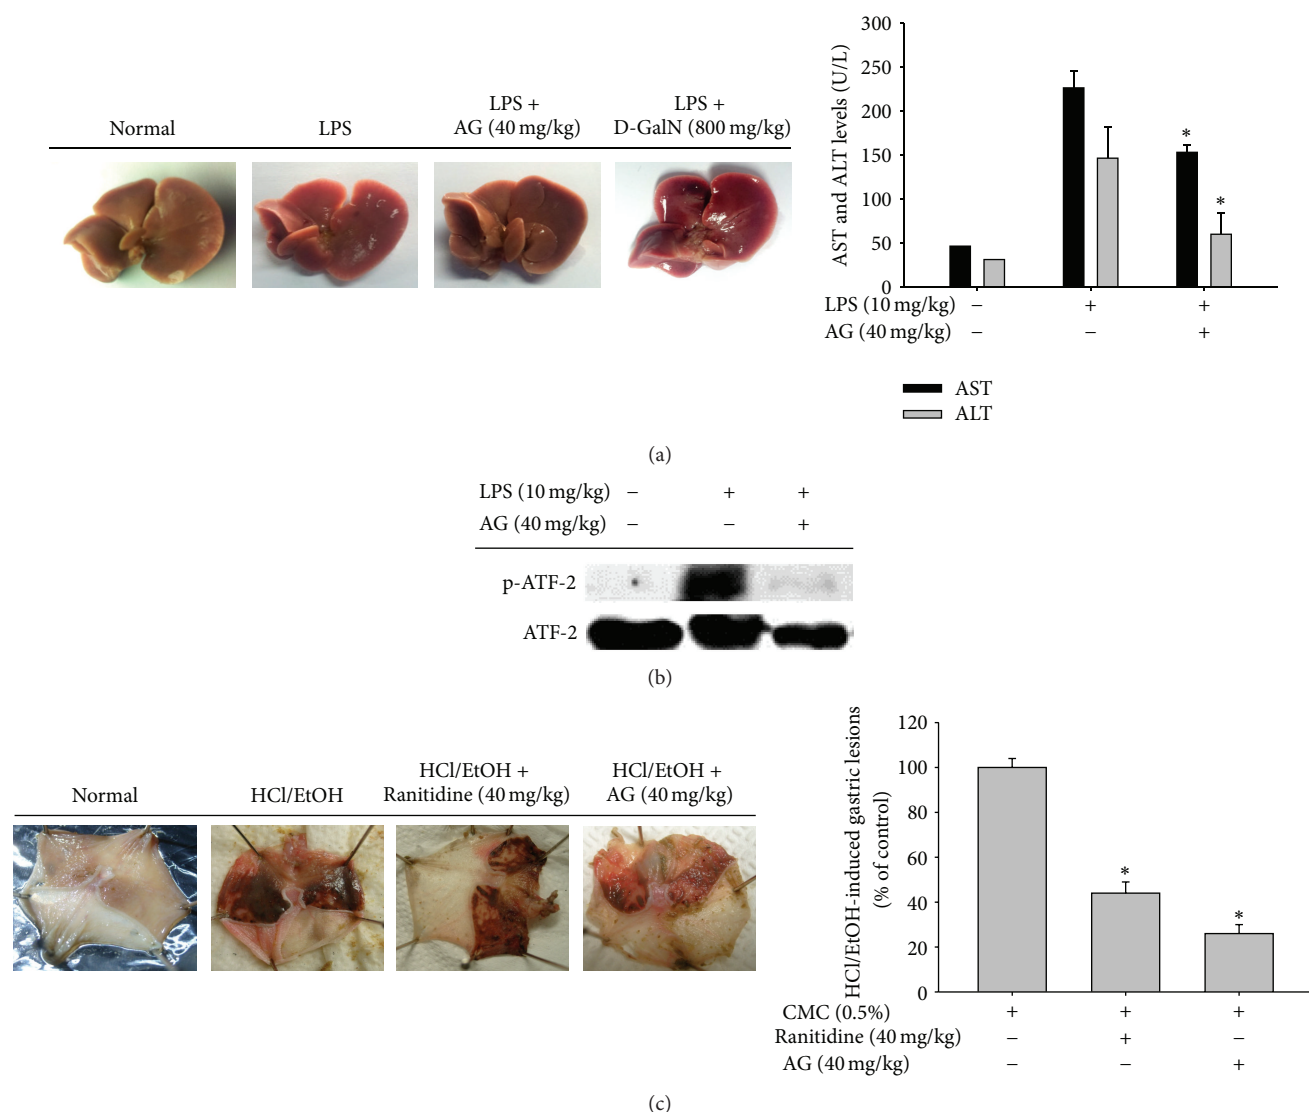 Normal
LPS
LPS +
AG (40 mg/kg)
LPS +
D-GalN (800 mg/kg)
AST and ALT levels (U/L)
300
250
200
150
100
50
0
*
*
LPS (10 mg/kg) − + +
AG (40 mg/kg) − − +
AST
ALT
(a)
LPS (10 mg/kg) − + +
AG (40 mg/kg) − − +
p-ATF-2
ATF-2
(b)
Normal
HCl/EtOH
HCl/EtOH +
Ranitidine (40 mg/kg)
HCl/EtOH +
AG (40 mg/kg)
HCl/EtOH-induced gastric lesions
(% of control)
120
100
80
60
40
20
0
*
*
CMC (0.5%) + + +
Ranitidine (40 mg/kg) − + −
AG (40 mg/kg) − − +
(c)